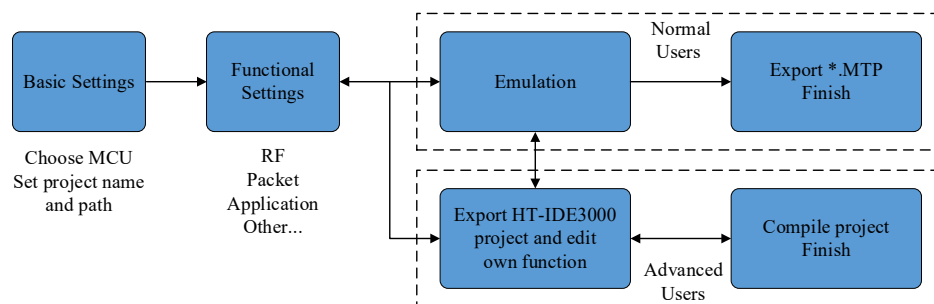 Basic Settings
Choose MCU
Set project name
and path
Functional
Settings
RF
Packet
Application
Other...
Normal
Users
Emulation
Export *.MTP
Finish
Export HT-IDE3000
project and edit
own function
Compile project
Finish
Advanced
Users